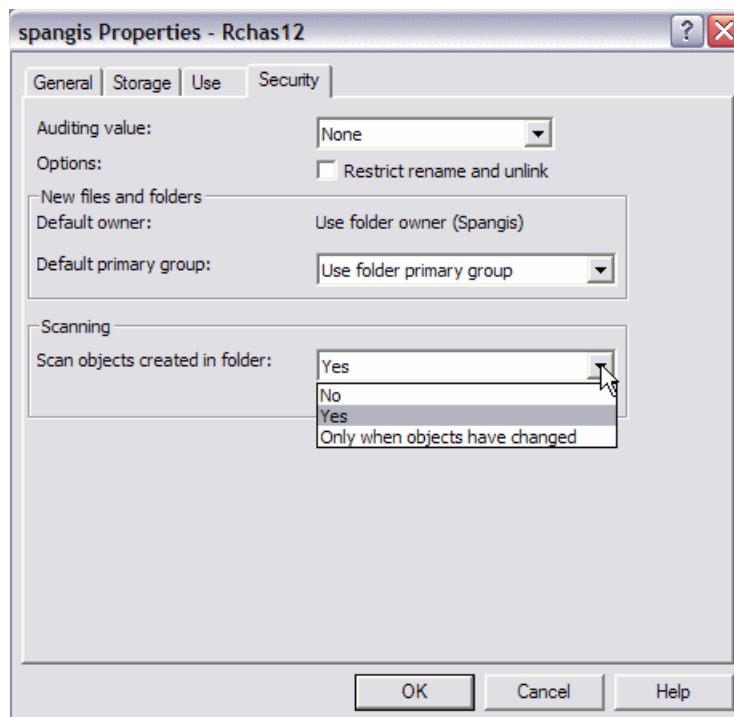 spangis Properties - Rchas12
General Storage Use Security
Auditing value: None
Options: Restrict rename and unlink
New files and folders
Default owner: Use folder owner (Spangis)
Default primary group: Use folder primary group
Scanning
Scan objects created in folder: Yes
No
Yes
Only when objects have changed
OK Cancel Help